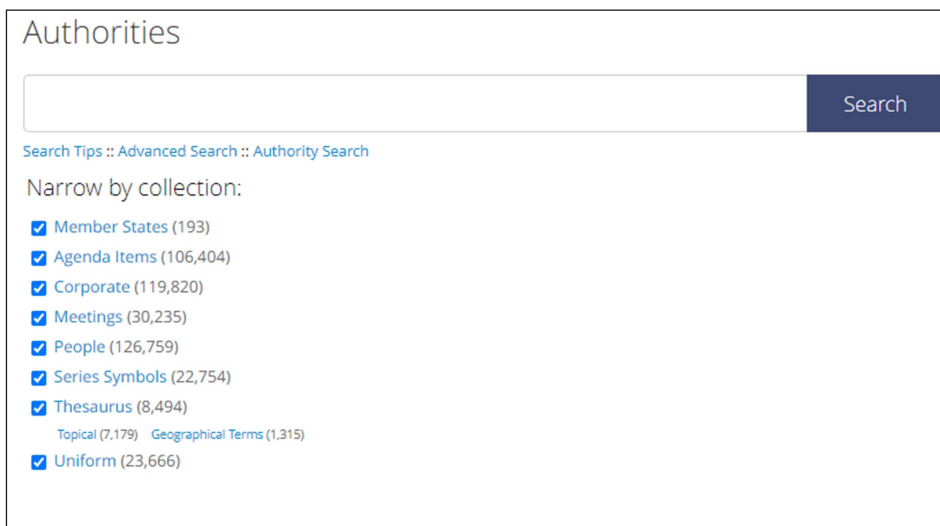 Authorities
Search
Search Tips :: Advanced Search :: Authority Search
Narrow by collection:
Member States (193)
Agenda Items (106,404)
Corporate (119,820)
Meetings (30,235)
People (126,759)
Series Symbols (22,754)
Thesaurus (8,494)
Topical (7,179) Geographical Terms (1,315)
Uniform (23,666)